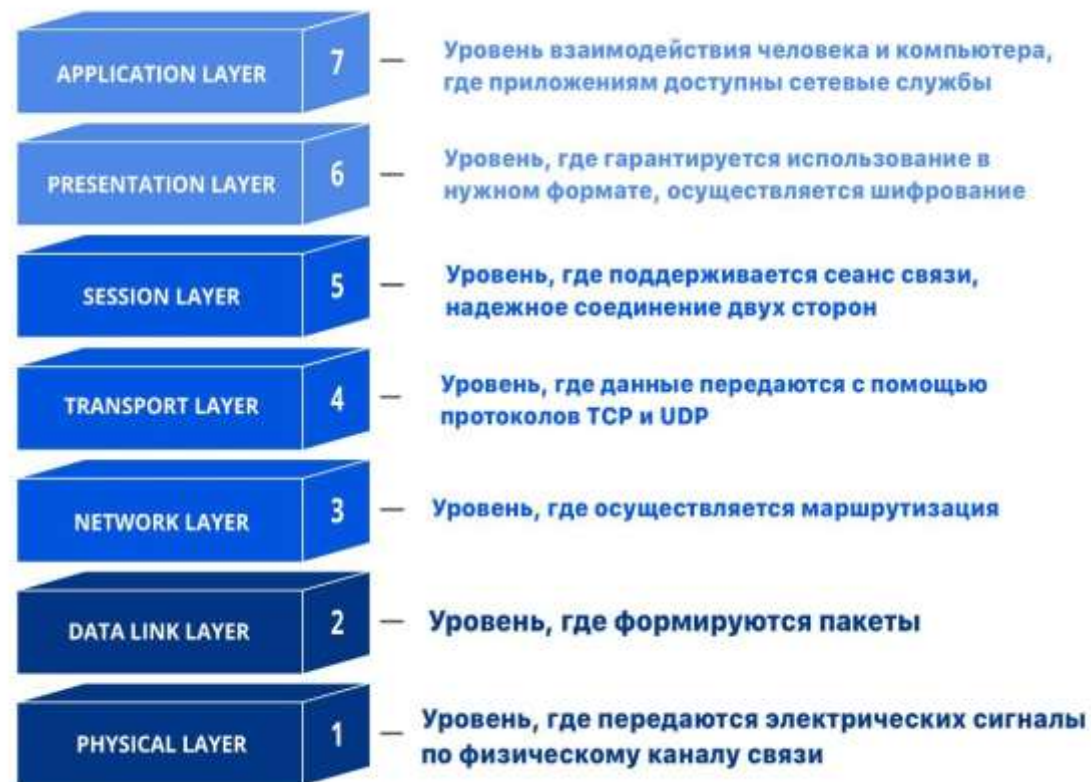 APPLICATION LAYER
7
Уровень взаимодействия человека и компьютера,
где приложениям доступны сетевые службы
PRESENTATION LAYER
6
Уровень, где гарантируется использование в
нужном формате, осуществляется шифрование
SESSION LAYER
5
Уровень, где поддерживается сеанс связи,
надежное соединение двух сторон
TRANSPORT LAYER
4
Уровень, где данные передаются с помощью
протоколов TCP и UDP
NETWORK LAYER
3
Уровень, где осуществляется маршрутизация
DATA LINK LAYER
2
Уровень, где формируются пакеты
PHYSICAL LAYER
1
Уровень, где передаются электрических сигналы
по физическому каналу связи